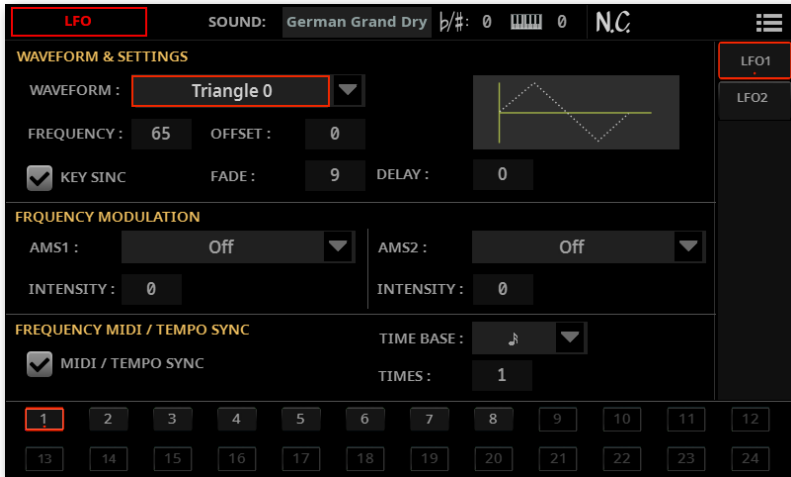 LFO SOUND: German Grand Dry ♭/#: 0 0 N.C.
WAVEFORM & SETTINGS LFO1
WAVEFORM : Triangle 0 LFO2
FREQUENCY : 65 OFFSET : 0
KEY SINC FADE : 9 DELAY : 0
FRQUENCY MODULATION
AMS1 : Off AMS2 : Off
INTENSITY : 0 INTENSITY : 0
FREQUENCY MIDI / TEMPO SYNC TIME BASE : 𝅘𝅥𝅯
MIDI / TEMPO SYNC TIMES : 1
1 2 3 4 5 6 7 8 9 10 11 12
13 14 15 16 17 18 19 20 21 22 23 24